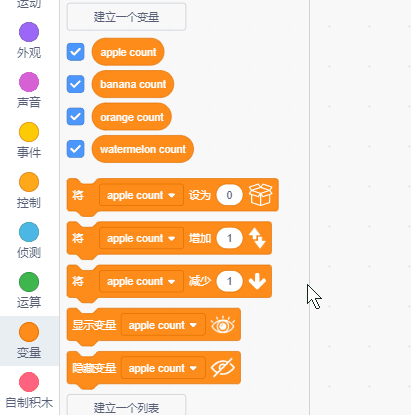 运动
外观
声音
事件
控制
侦测
运算
变量
自制积木
建立一个变量
apple count
banana count
orange count
watermelon count
将 apple count 设为 0
将 apple count 增加 1
将 apple count 减少 1
显示变量 apple count
隐藏变量 apple count
建立一个列表